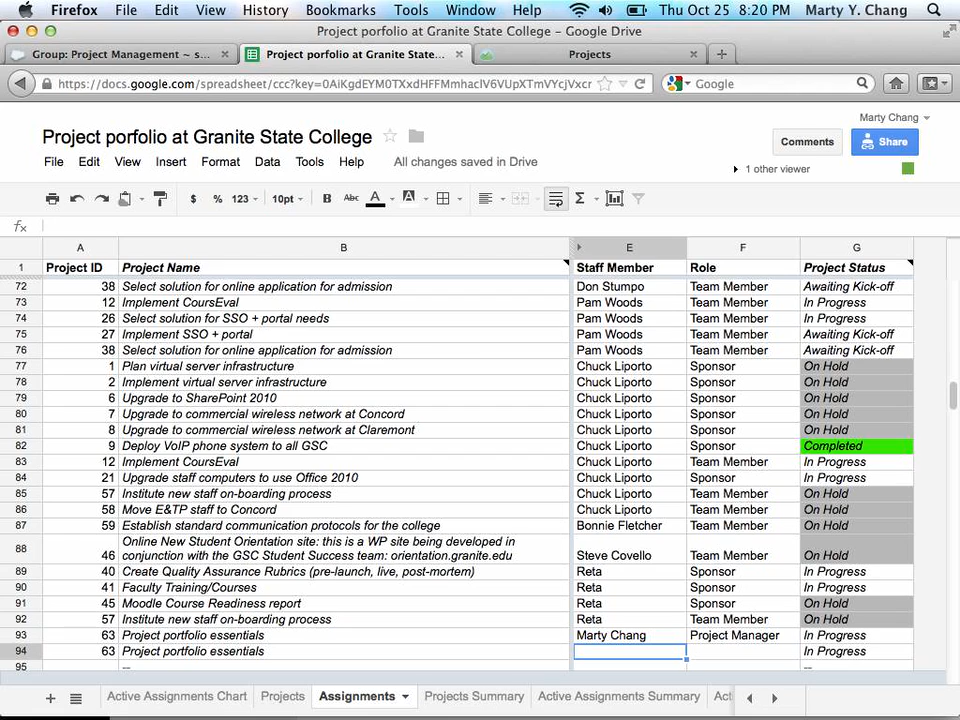 Firefox File Edit View History Bookmarks Tools Window Help Thu Oct 25 8:20 PM Marty Y. Chang
Project porfolio at Granite State College – Google Drive
Group: Project Management ~ s... × Project porfolio at Granite State... × Projects × +
https://docs.google.com/spreadsheet/ccc?key=0AiKgdEYM0TXxdHFFMmhaclV6VUpXTmVYcjVxcr Google
Marty Chang
Project porfolio at Granite State College
Comments Share
File Edit View Insert Format Data Tools Help All changes saved in Drive
1 other viewer
$ % 123 10pt B Abc A A Σ
fx
A B E F G
1 Project ID Project Name Staff Member Role Project Status
72 38 Select solution for online application for admission Don Stumpo Team Member Awaiting Kick-off
73 12 Implement CoursEval Pam Woods Team Member In Progress
74 26 Select solution for SSO + portal needs Pam Woods Team Member In Progress
75 27 Implement SSO + portal Pam Woods Team Member Awaiting Kick-off
76 38 Select solution for online application for admission Pam Woods Team Member Awaiting Kick-off
77 1 Plan virtual server infrastructure Chuck Liporto Sponsor On Hold
78 2 Implement virtual server infrastructure Chuck Liporto Sponsor On Hold
79 6 Upgrade to SharePoint 2010 Chuck Liporto Sponsor On Hold
80 7 Upgrade to commercial wireless network at Concord Chuck Liporto Sponsor On Hold
81 8 Upgrade to commercial wireless network at Claremont Chuck Liporto Sponsor On Hold
82 9 Deploy VoIP phone system to all GSC Chuck Liporto Sponsor Completed
83 12 Implement CoursEval Chuck Liporto Team Member In Progress
84 21 Upgrade staff computers to use Office 2010 Chuck Liporto Sponsor In Progress
85 57 Institute new staff on-boarding process Chuck Liporto Team Member On Hold
86 58 Move E&TP staff to Concord Chuck Liporto Team Member On Hold
87 59 Establish standard communication protocols for the college Bonnie Fletcher Team Member On Hold
Online New Student Orientation site: this is a WP site being developed in
88 46 conjunction with the GSC Student Success team: orientation.granite.edu Steve Covello Team Member On Hold
89 40 Create Quality Assurance Rubrics (pre-launch, live, post-mortem) Reta Sponsor In Progress
90 41 Faculty Training/Courses Reta Sponsor In Progress
91 45 Moodle Course Readiness report Reta Sponsor On Hold
92 57 Institute new staff on-boarding process Reta Team Member On Hold
93 63 Project portfolio essentials Marty Chang Project Manager In Progress
94 63 Project portfolio essentials In Progress
95 -- --
+ Active Assignments Chart Projects Assignments Projects Summary Active Assignments Summary Act